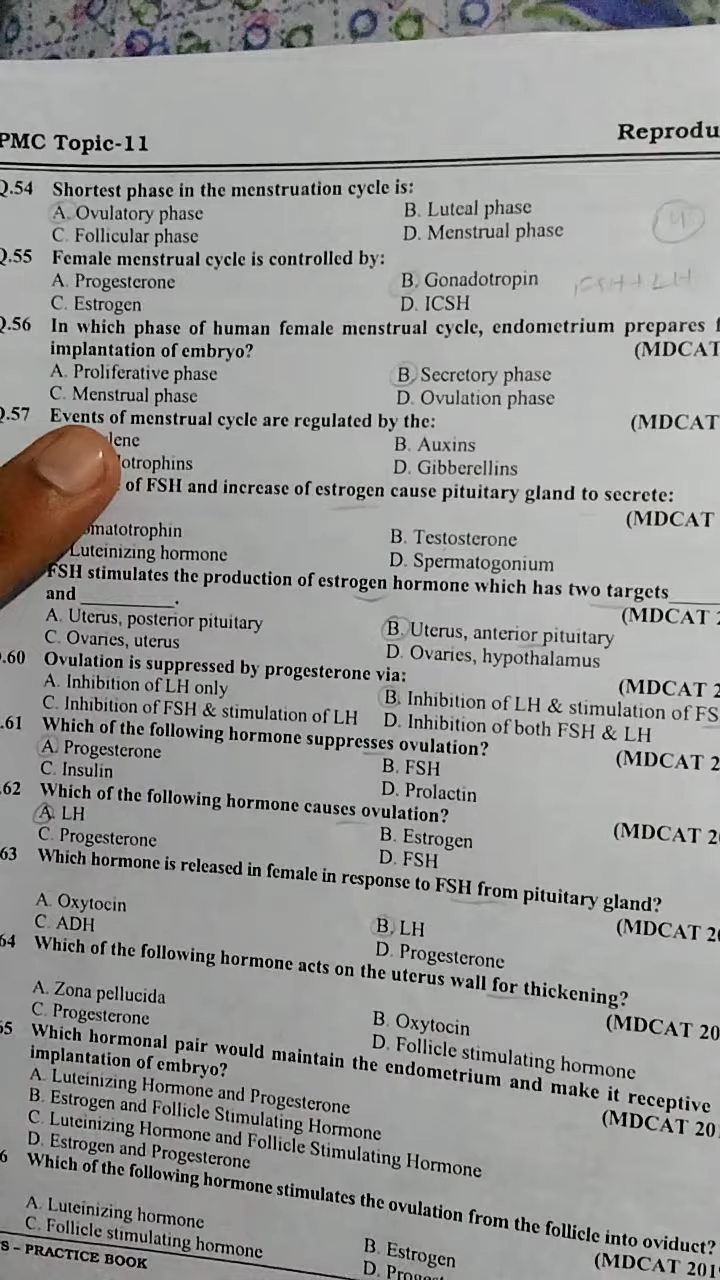 PMC Topic-11
Reprodu
Q.54 Shortest phase in the menstruation cycle is:
A. Ovulatory phase B. Luteal phase
C. Follicular phase D. Menstrual phase
Q.55 Female menstrual cycle is controlled by:
A. Progesterone B. Gonadotropin
C. Estrogen D. ICSH
Q.56 In which phase of human female menstrual cycle, endometrium prepares f
implantation of embryo? (MDCAT
A. Proliferative phase B. Secretory phase
C. Menstrual phase D. Ovulation phase
Q.57 Events of menstrual cycle are regulated by the: (MDCAT
lene B. Auxins
otrophins D. Gibberellins
of FSH and increase of estrogen cause pituitary gland to secrete:
(MDCAT
matotrophin B. Testosterone
Luteinizing hormone D. Spermatogonium
FSH stimulates the production of estrogen hormone which has two targets ______
and ________. (MDCAT 2
A. Uterus, posterior pituitary B. Uterus, anterior pituitary
C. Ovaries, uterus D. Ovaries, hypothalamus
.60 Ovulation is suppressed by progesterone via: (MDCAT 2
A. Inhibition of LH only B. Inhibition of LH & stimulation of FS
C. Inhibition of FSH & stimulation of LH D. Inhibition of both FSH & LH
.61 Which of the following hormone suppresses ovulation? (MDCAT 2
A. Progesterone B. FSH
C. Insulin D. Prolactin
62 Which of the following hormone causes ovulation? (MDCAT 20
A. LH B. Estrogen
C. Progesterone D. FSH
63 Which hormone is released in female in response to FSH from pituitary gland?
(MDCAT 20
A. Oxytocin B. LH
C. ADH D. Progesterone
64 Which of the following hormone acts on the uterus wall for thickening?
(MDCAT 20
A. Zona pellucida B. Oxytocin
C. Progesterone D. Follicle stimulating hormone
65 Which hormonal pair would maintain the endometrium and make it receptive
implantation of embryo? (MDCAT 20
A. Luteinizing Hormone and Progesterone
B. Estrogen and Follicle Stimulating Hormone
C. Luteinizing Hormone and Follicle Stimulating Hormone
D. Estrogen and Progesterone
6 Which of the following hormone stimulates the ovulation from the follicle into oviduct?
(MDCAT 201
A. Luteinizing hormone B. Estrogen
C. Follicle stimulating hormone D. Progest
S – PRACTICE BOOK